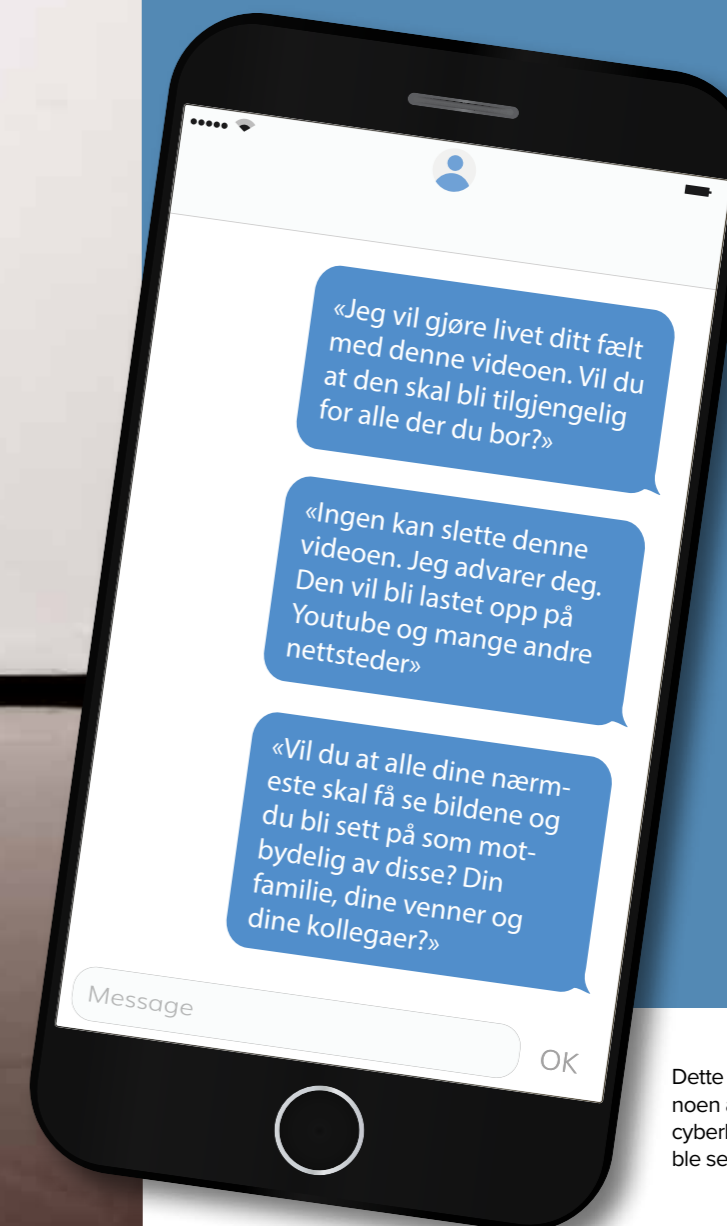 «Jeg vil gjøre livet ditt fælt
med denne videoen. Vil du
at den skal bli tilgjengelig
for alle der du bor?»
«Ingen kan slette denne
videoen. Jeg advarer deg.
Den vil bli lastet opp på
Youtube og mange andre
nettsteder»
«Vil du at alle dine nærm-
este skal få se bildene og
du bli sett på som mot-
bydelig av disse? Din
familie, dine venner og
dine kollegaer?»
Message
OK
Dette
noen
ble